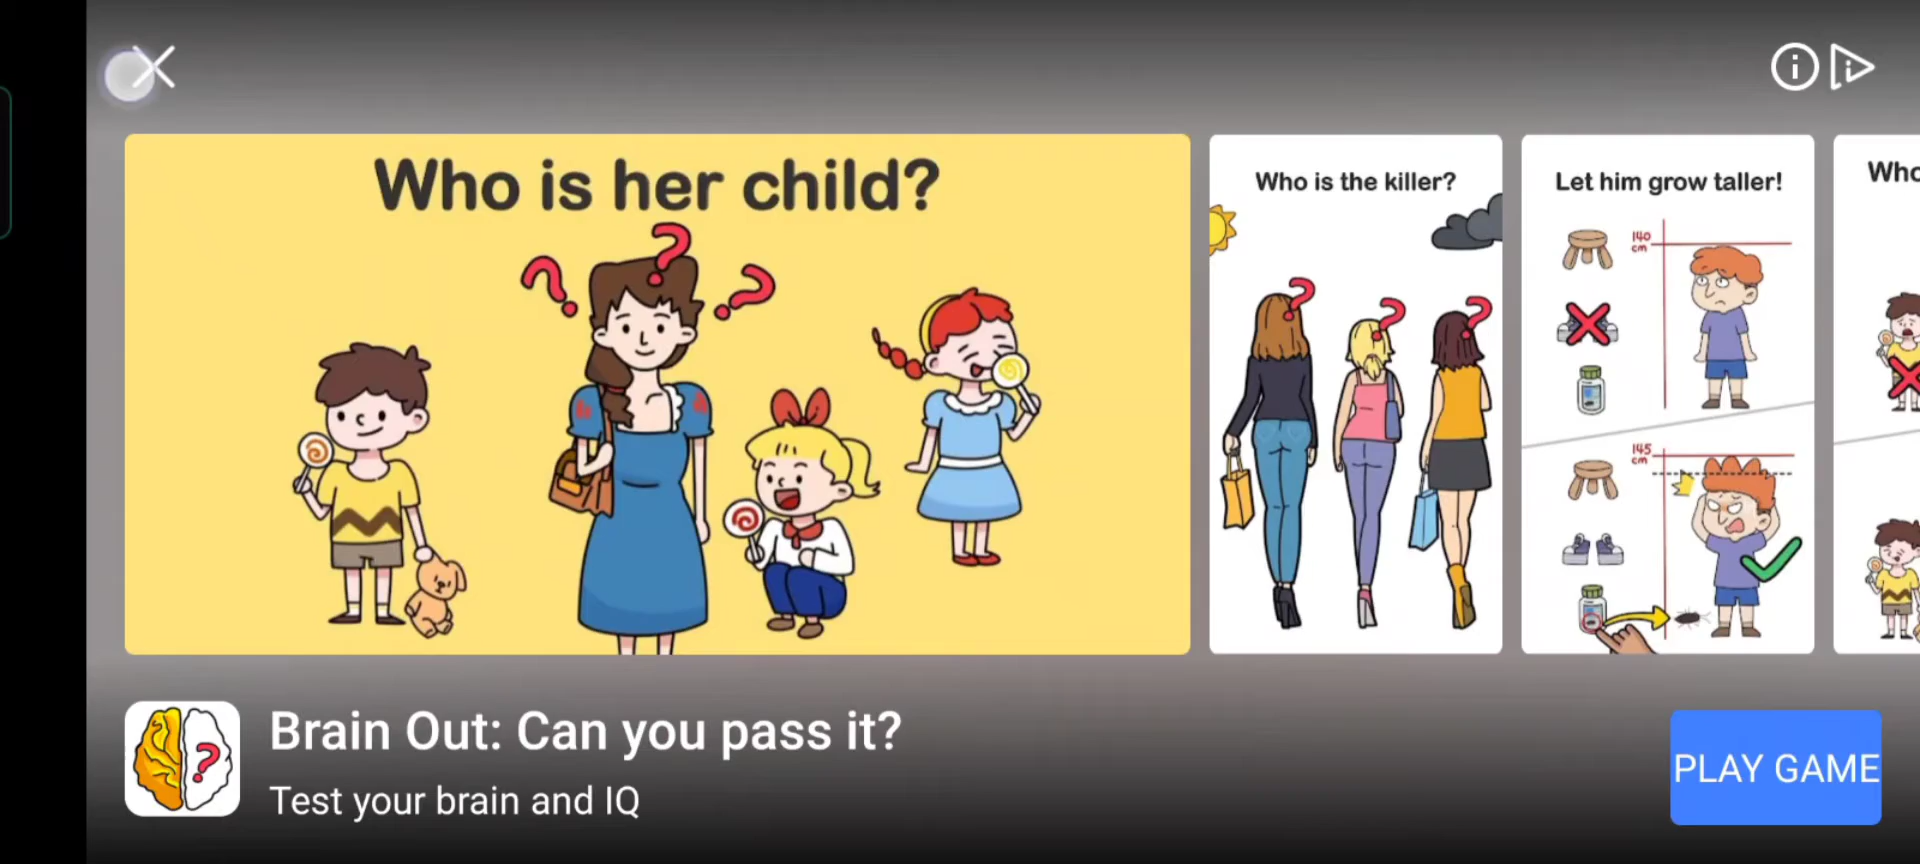 Who is her child?
Who is the killer?
Let him grow taller!
140
cm
145
cm
Who
Brain Out: Can you pass it?
Test your brain and IQ
PLAY GAME